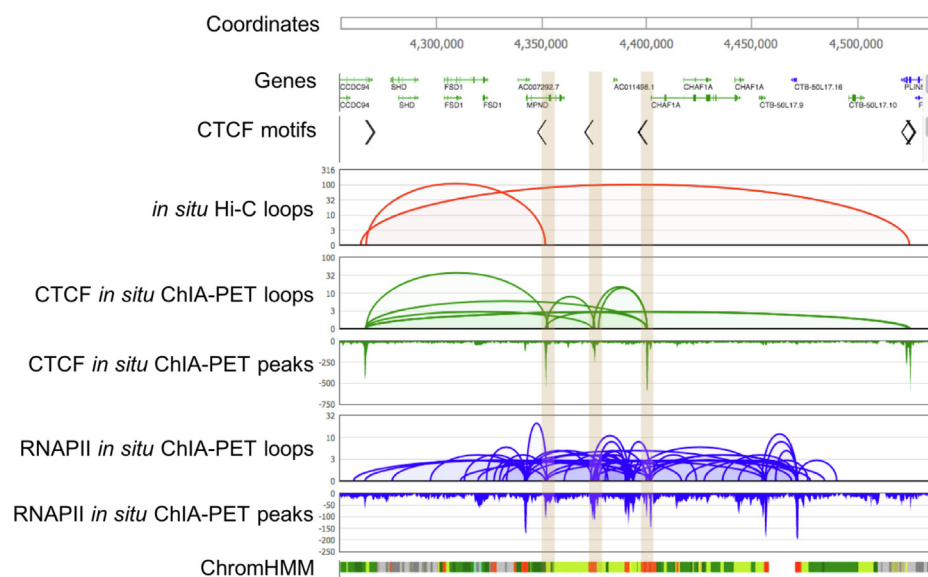 Coordinates
4,300,000 4,350,000 4,400,000 4,450,000 4,500,000
Genes
CCDC94 SHD FSD1 AC007292.7 AC011498.1 CHAF1A CHAF1A CTB-50L17.16 PLIN5
CCDC94 SHD FSD1 FSD1 MPND CHAF1A CTB-50L17.9 CTB-50L17.10 F
CTCF motifs
in situ Hi-C loops
316
100
32
10
3
0
CTCF in situ ChIA-PET loops
100
32
10
3
0
CTCF in situ ChIA-PET peaks
0
-250
-500
-750
RNAPII in situ ChIA-PET loops
32
10
3
0
RNAPII in situ ChIA-PET peaks
0
-50
-100
-150
-200
-250
ChromHMM